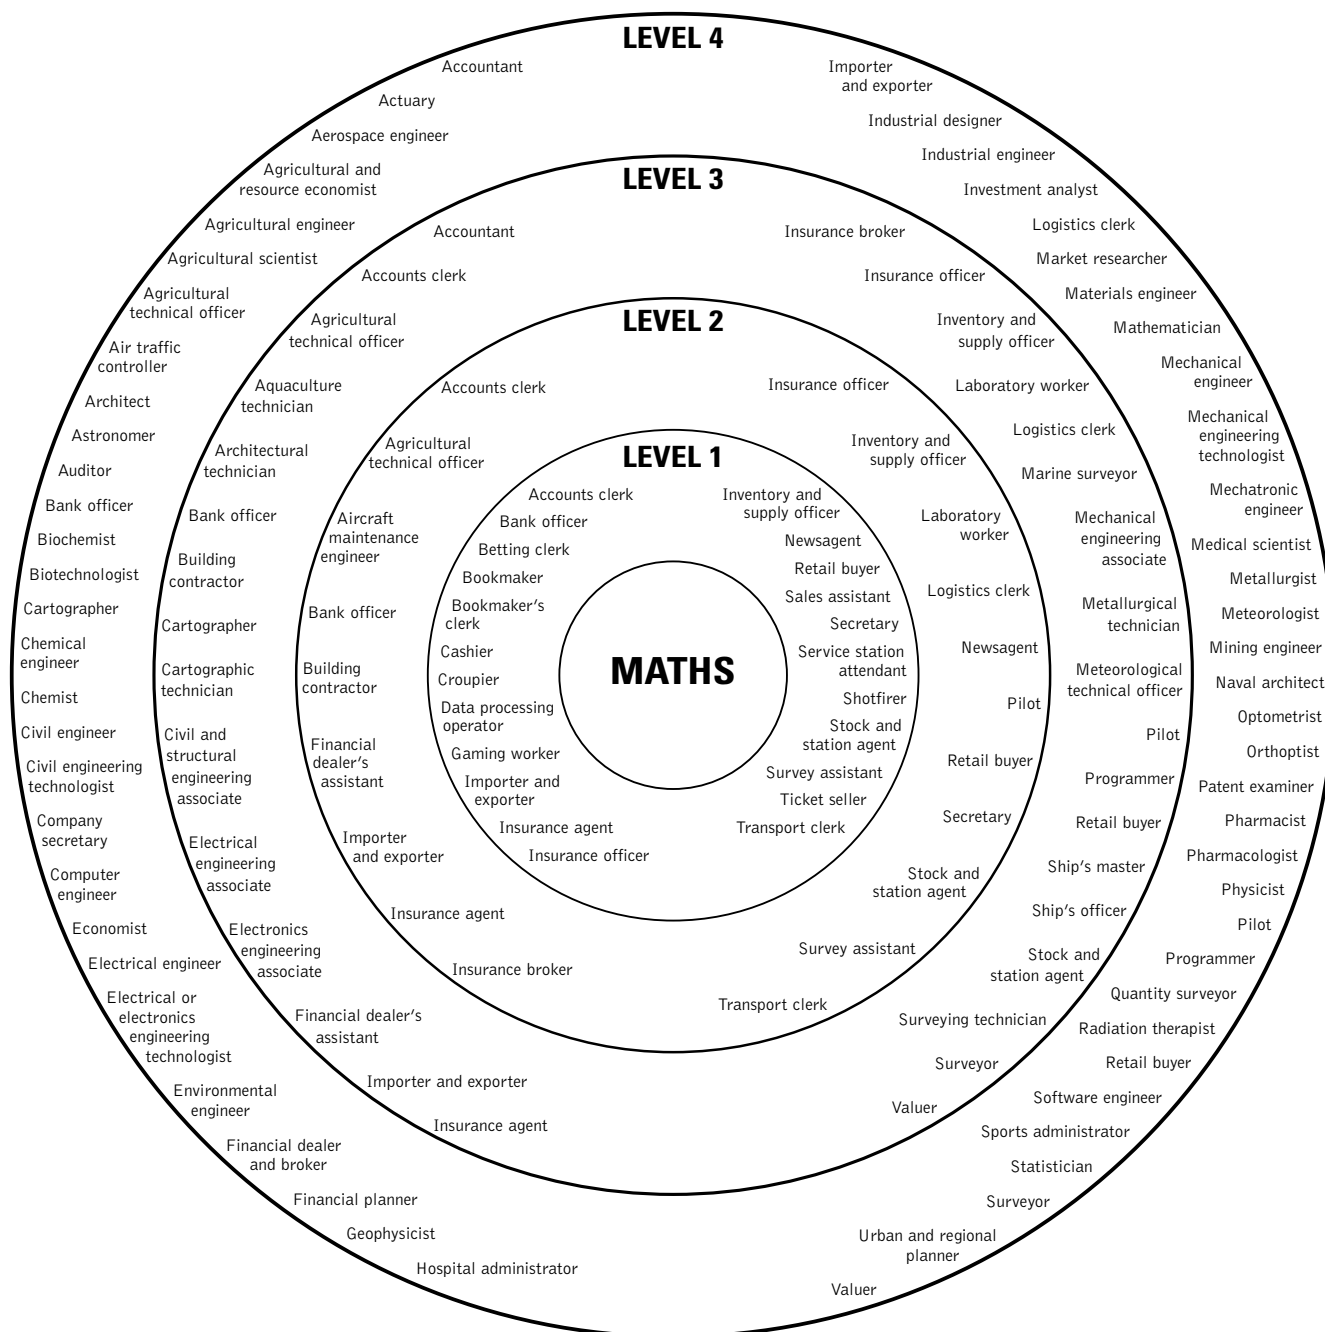 LEVEL 4
Accountant
Actuary
Aerospace engineer
Agricultural and
resource economist
Agricultural engineer
Agricultural scientist
Agricultural
technical officer
Air traffic
controller
Architect
Astronomer
Auditor
Bank officer
Biochemist
Biotechnologist
Cartographer
Chemical
engineer
Chemist
Civil engineer
Civil engineering
technologist
Company
secretary
Computer
engineer
Economist
Electrical engineer
Electrical or
electronics
engineering
technologist
Environmental
engineer
Financial dealer
and broker
Financial planner
Geophysicist
Hospital administrator
Importer
and exporter
Industrial designer
Industrial engineer
Investment analyst
Logistics clerk
Market researcher
Materials engineer
Mathematician
Mechanical
engineer
Mechanical
engineering
technologist
Mechatronic
engineer
Medical scientist
Metallurgist
Meteorologist
Mining engineer
Naval architect
Optometrist
Orthoptist
Patent examiner
Pharmacist
Pharmacologist
Physicist
Pilot
Programmer
Quantity surveyor
Radiation therapist
Retail buyer
Software engineer
Sports administrator
Statistician
Surveyor
Urban and regional
planner
Valuer
LEVEL 3
Accountant
Accounts clerk
Agricultural
technical officer
Aquaculture
technician
Architectural
technician
Bank officer
Building
contractor
Cartographer
Cartographic
technician
Civil and
structural
engineering
associate
Electrical
engineering
associate
Electronics
engineering
associate
Financial dealer's
assistant
Importer and exporter
Insurance agent
Insurance broker
Insurance officer
Inventory and
supply officer
Laboratory worker
Logistics clerk
Marine surveyor
Mechanical
engineering
associate
Metallurgical
technician
Meteorological
technical officer
Pilot
Programmer
Retail buyer
Ship's master
Ship's officer
Stock and
station agent
Surveying technician
Surveyor
Valuer
LEVEL 2
Accounts clerk
Agricultural
technical officer
Aircraft
maintenance
engineer
Bank officer
Building
contractor
Financial
dealer's
assistant
Importer
and exporter
Insurance agent
Insurance broker
Insurance officer
Inventory and
supply officer
Laboratory
worker
Logistics clerk
Newsagent
Pilot
Retail buyer
Secretary
Stock and
station agent
Survey assistant
Transport clerk
LEVEL 1
Accounts clerk
Bank officer
Betting clerk
Bookmaker
Bookmaker's
clerk
Cashier
Croupier
Data processing
operator
Gaming worker
Importer and
exporter
Insurance agent
Insurance officer
Inventory and
supply officer
Newsagent
Retail buyer
Sales assistant
Secretary
Service station
attendant
Shotfirer
Stock and
station agent
Survey assistant
Ticket seller
Transport clerk
MATHS